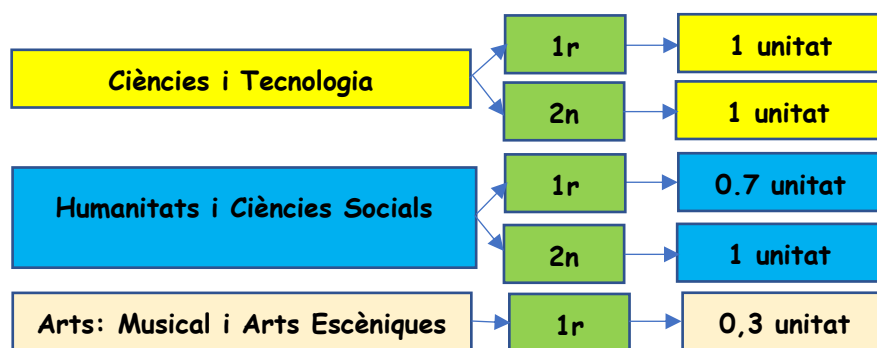 Ciències i Tecnologia
1r
1 unitat
2n
1 unitat
Humanitats i Ciències Socials
1r
0.7 unitat
2n
1 unitat
Arts: Musical i Arts Escèniques
1r
0,3 unitat